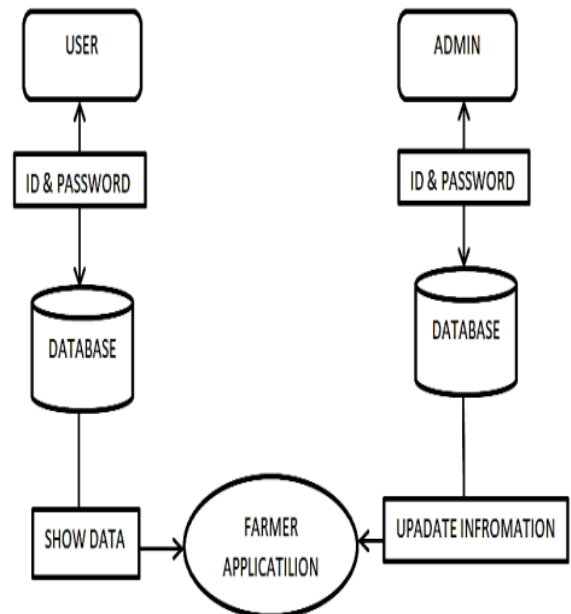 USER
ADMIN
ID & PASSWORD
ID & PASSWORD
DATABASE
DATABASE
SHOW DATA
FARMER
APPLICATILION
UPADATE INFROMATION